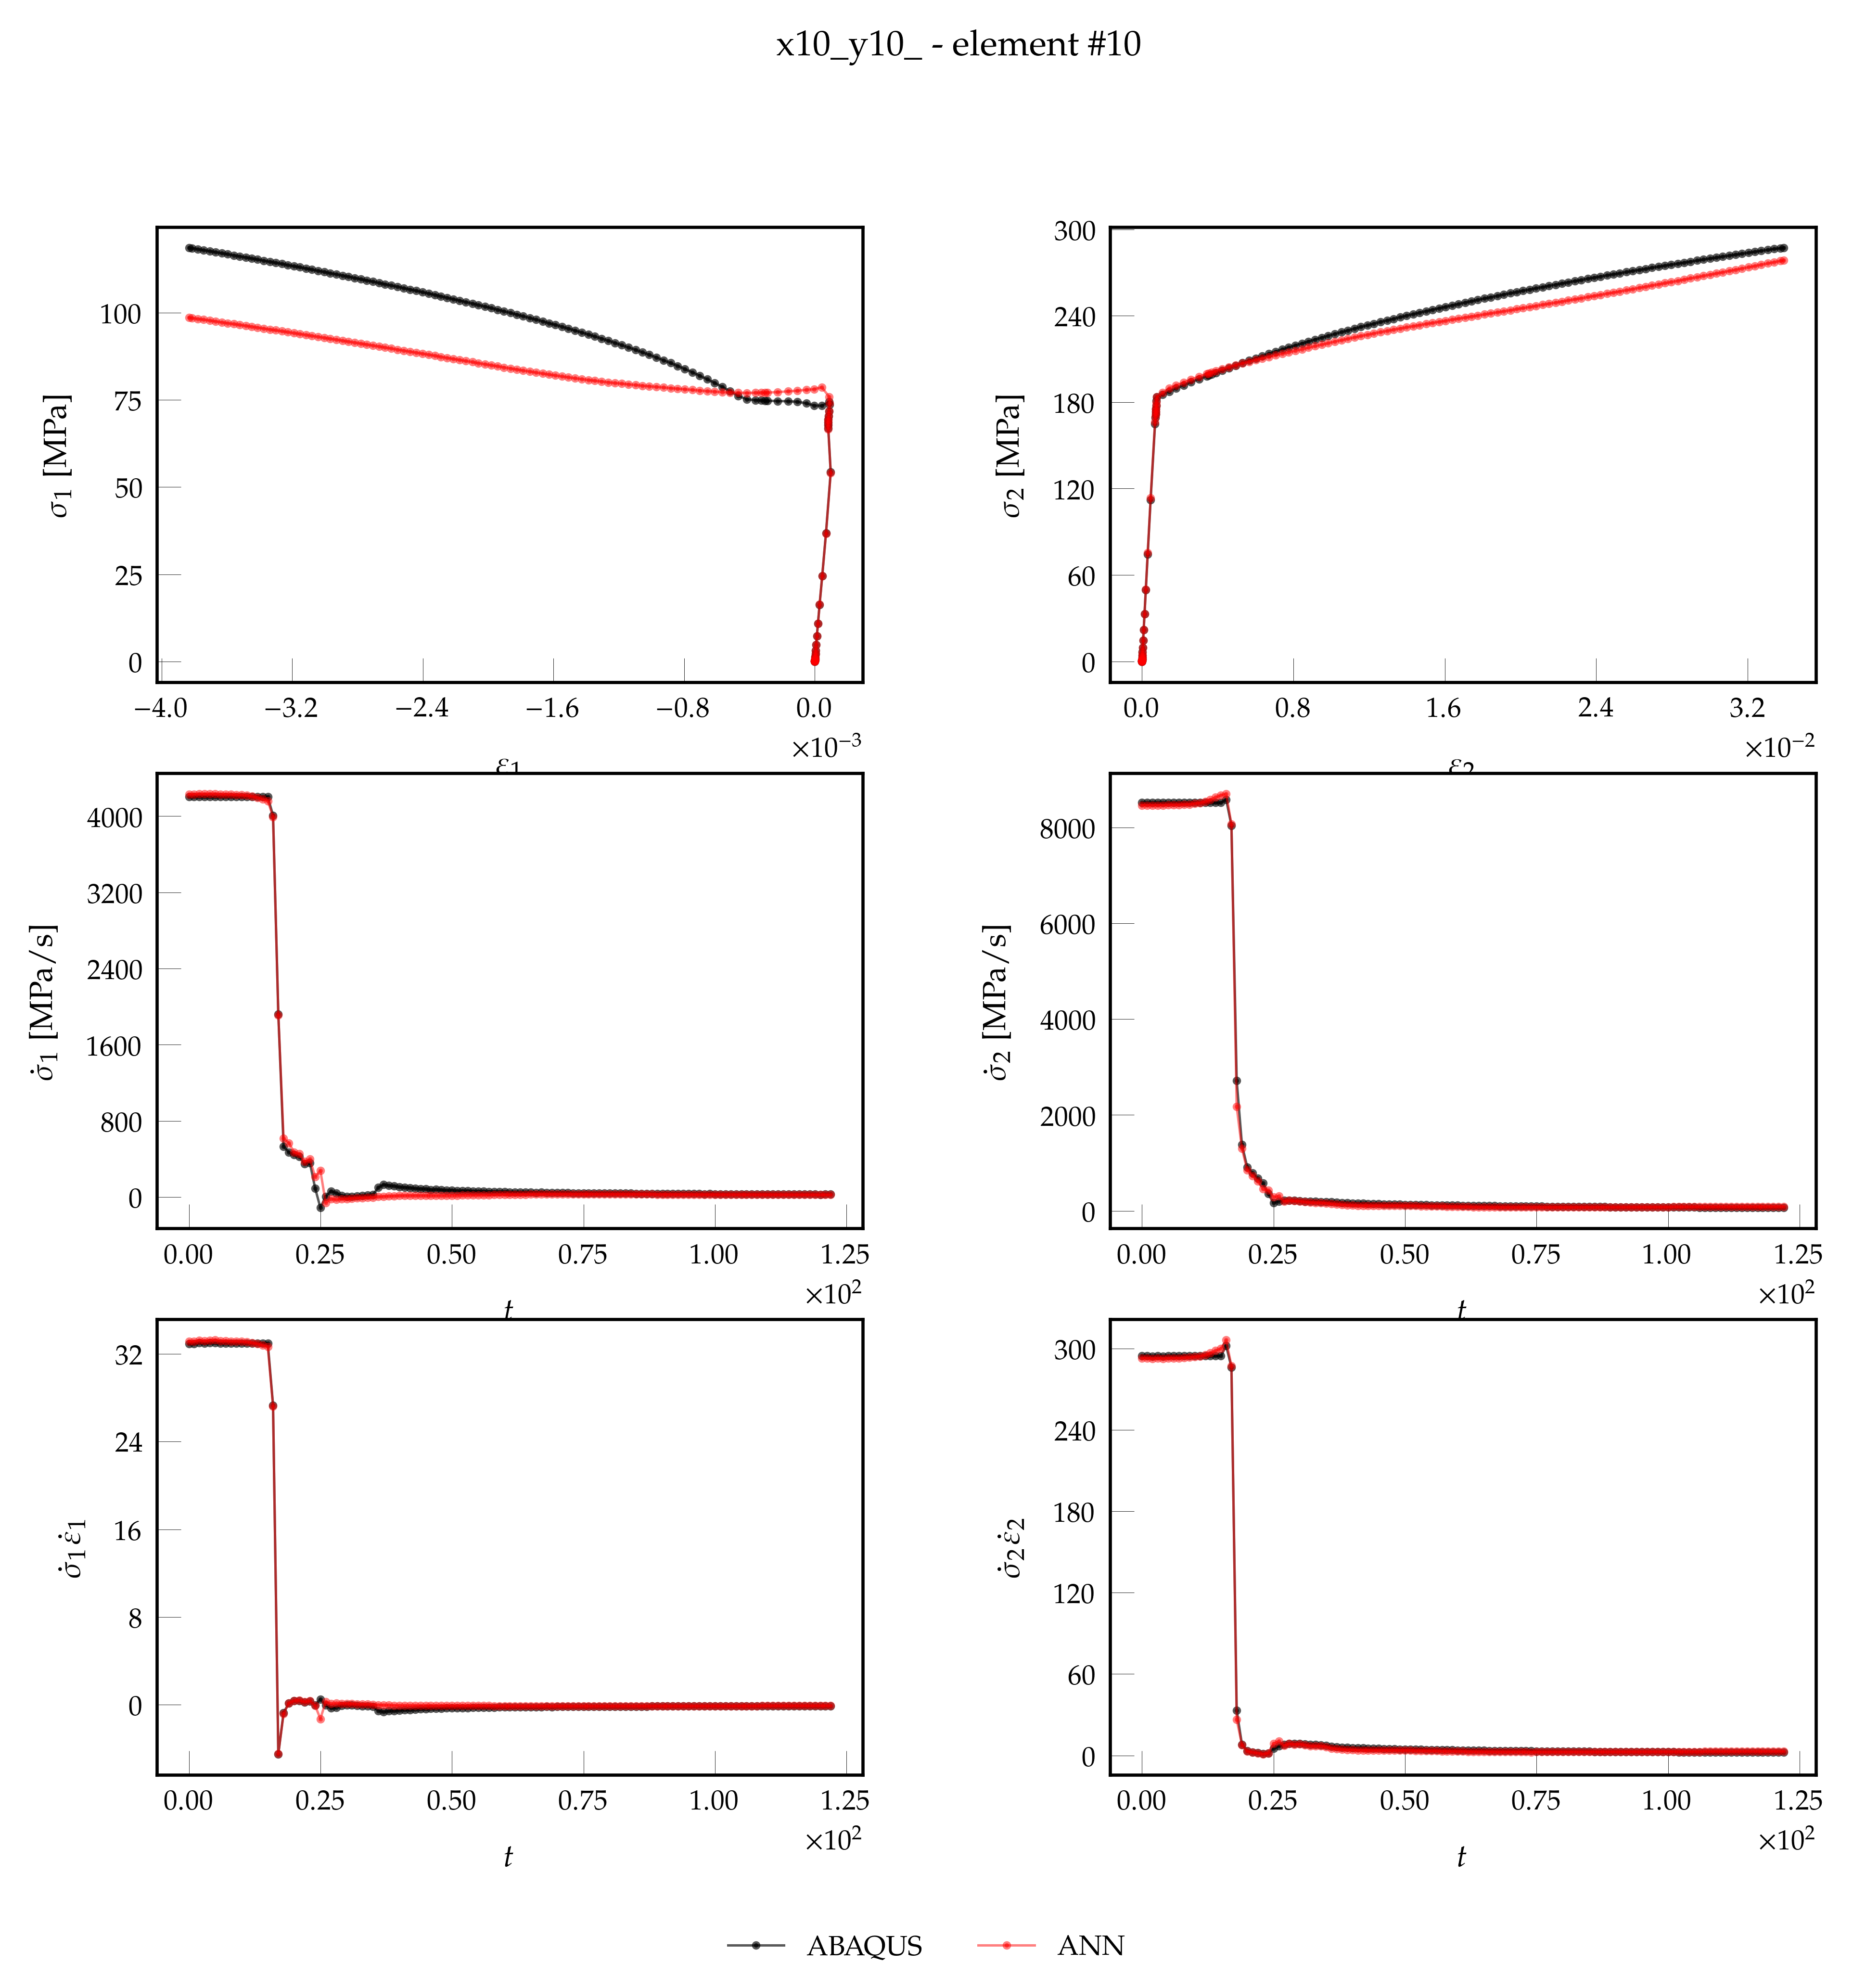 x10_y10_ - element #10
σ₁ [MPa]
100
75
50
25
0
−4.0 −3.2 −2.4 −1.6 −0.8 0.0
×10⁻³
ε₁
σ₂ [MPa]
300
240
180
120
60
0
0.0 0.8 1.6 2.4 3.2
×10⁻²
ε₂
σ̇₁ [MPa/s]
4000
3200
2400
1600
800
0
0.00 0.25 0.50 0.75 1.00 1.25
×10²
t
σ̇₂ [MPa/s]
8000
6000
4000
2000
0
0.00 0.25 0.50 0.75 1.00 1.25
×10²
t
σ̇₁ε̇₁
32
24
16
8
0
0.00 0.25 0.50 0.75 1.00 1.25
×10²
t
σ̇₂ε̇₂
300
240
180
120
60
0
0.00 0.25 0.50 0.75 1.00 1.25
×10²
t
ABAQUS ANN